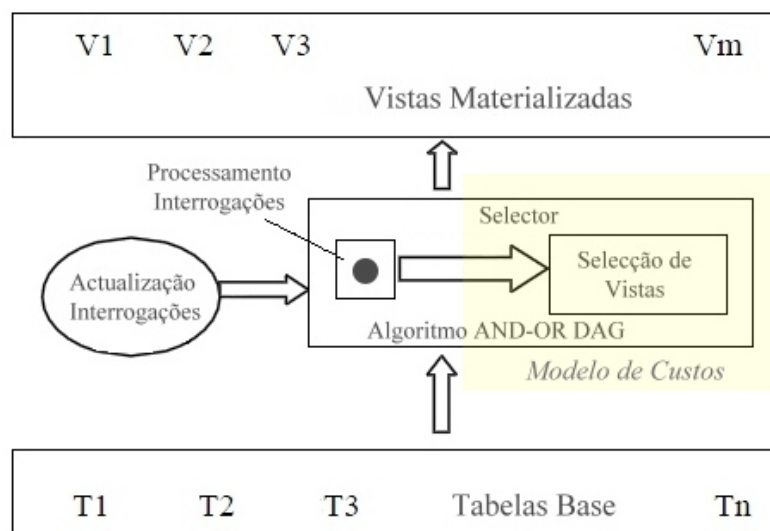 V1 V2 V3 Vm
Vistas Materializadas
Processamento
Interrogações
Selector
Actualização
Interrogações
Selecção de
Vistas
Algoritmo AND-OR DAG
Modelo de Custos
T1 T2 T3 Tabelas Base Tn